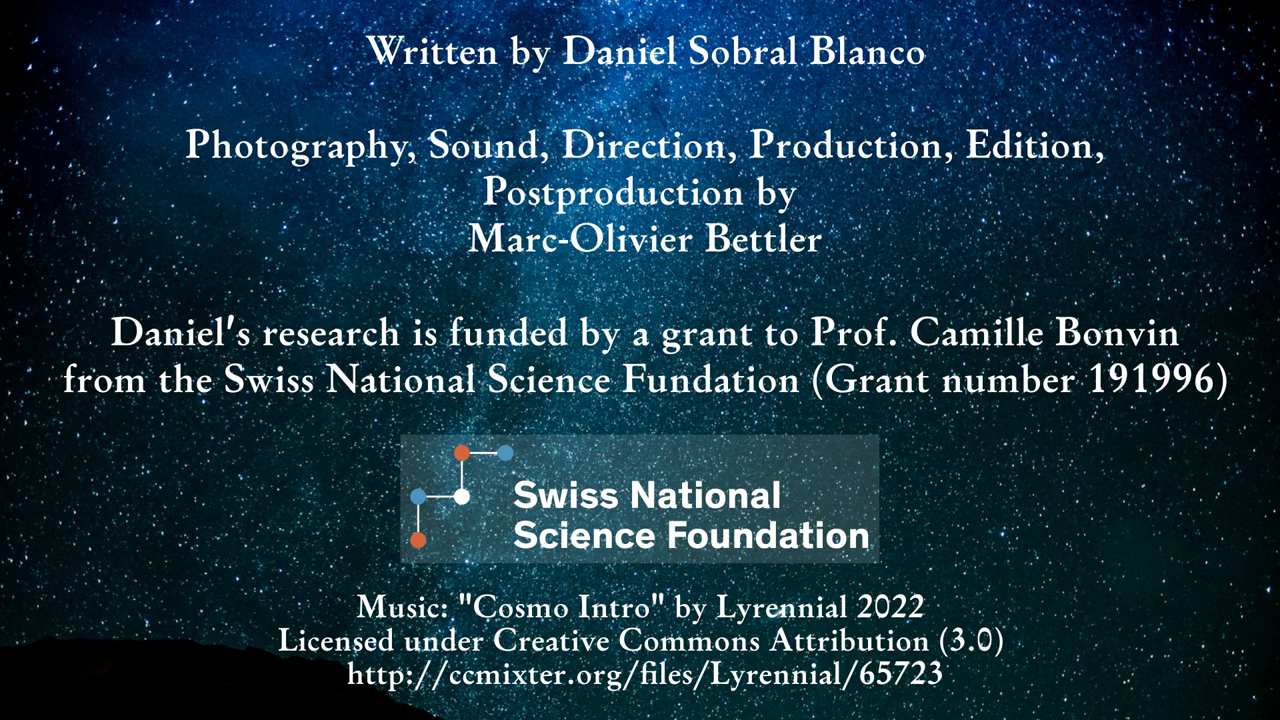 Written by Daniel Sobral Blanco
Photography, Sound, Direction, Production, Edition,
Postproduction by
Marc-Olivier Bettler
Daniel's research is funded by a grant to Prof. Camille Bonvin
from the Swiss National Science Fundation (Grant number 191996)
Swiss National
Science Foundation
Music: "Cosmo Intro" by Lyrennial 2022
Licensed under Creative Commons Attribution (3.0)
http://ccmixter.org/files/Lyrennial/65723